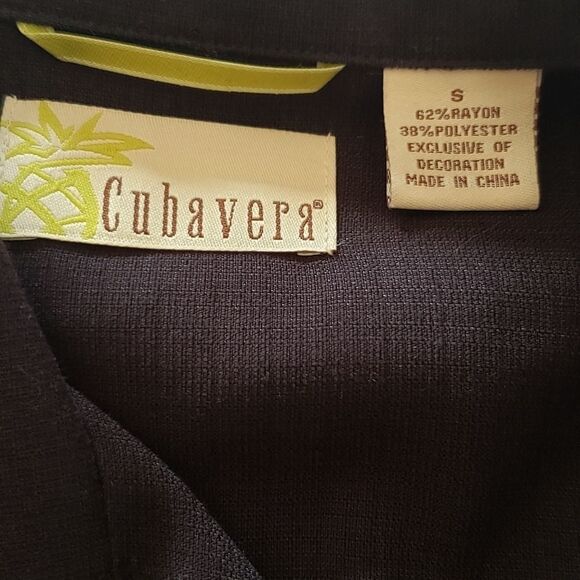 Cubavera®
S
62%RAYON
38%POLYESTER
EXCLUSIVE OF
DECORATION
MADE IN CHINA